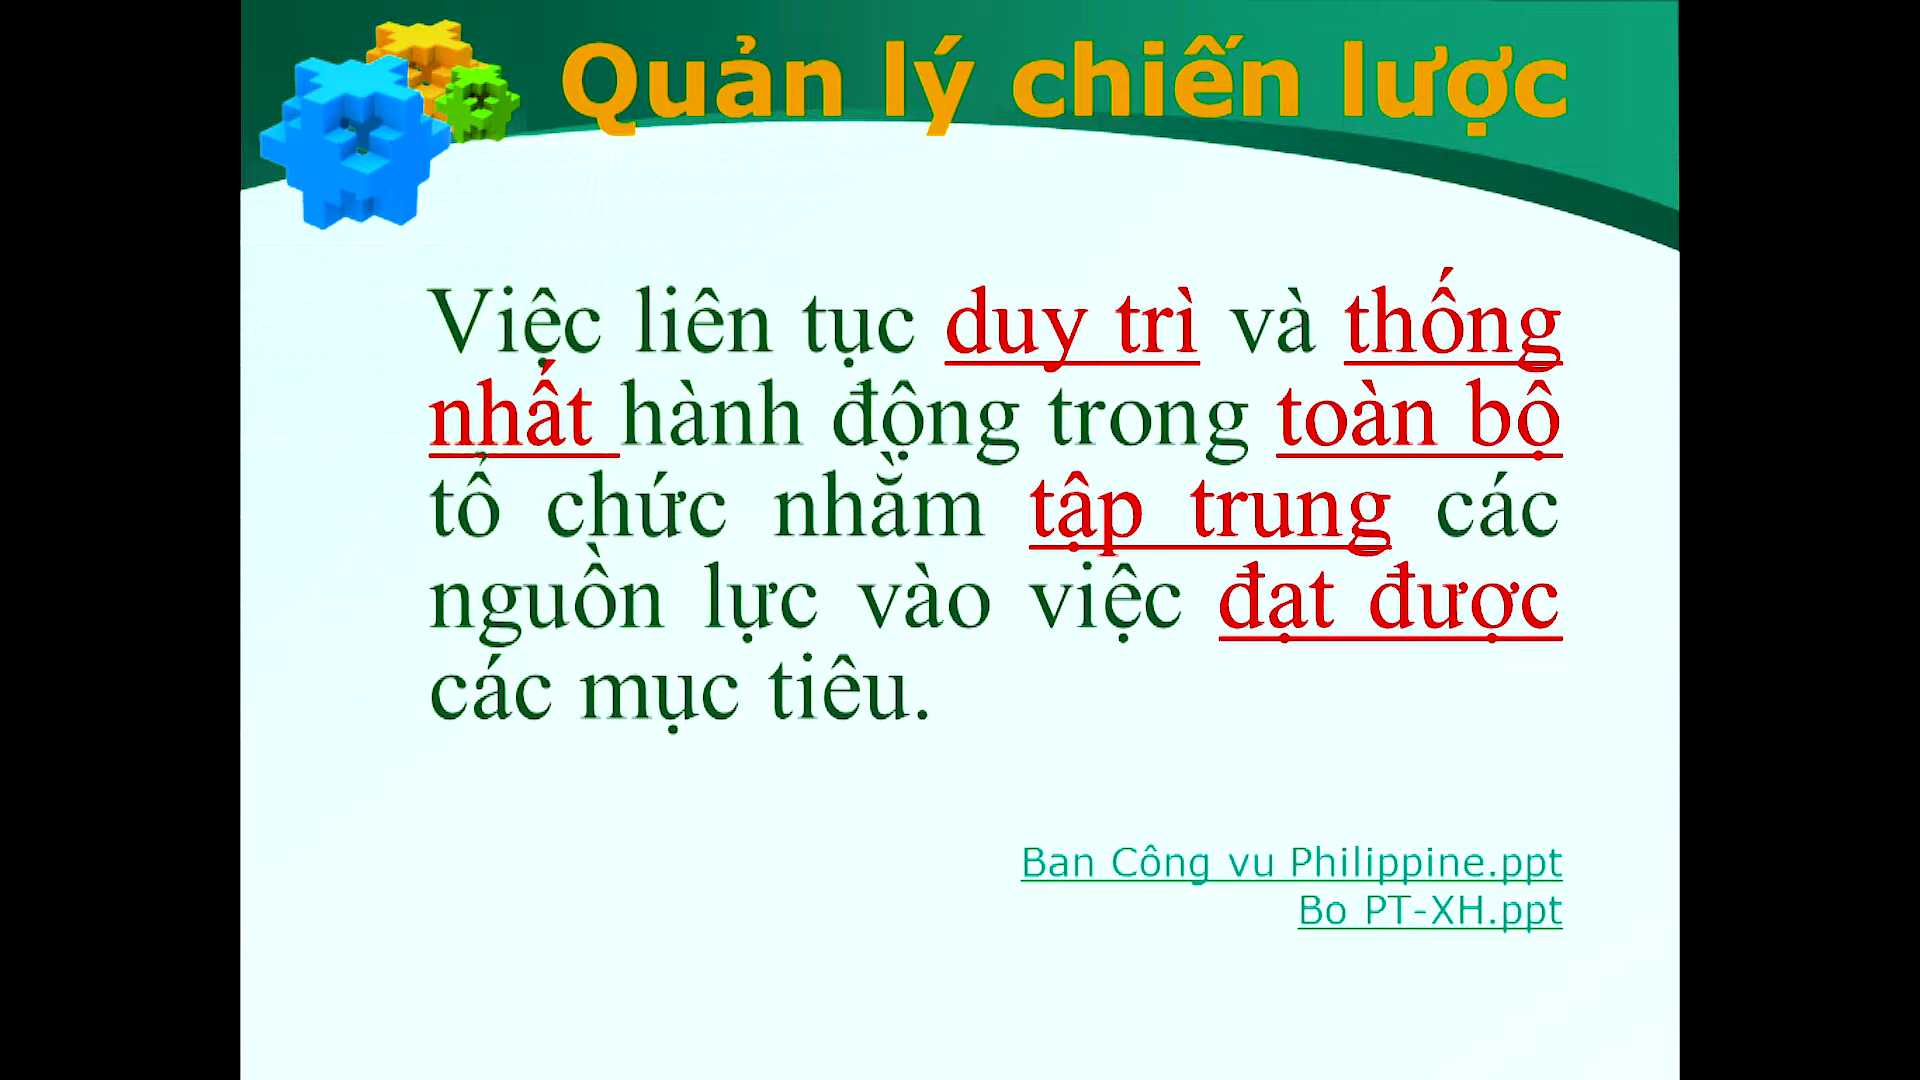 Quản lý chiến lược
Việc liên tục duy trì và thống
nhất hành động trong toàn bộ
tổ chức nhằm tập trung các
nguồn lực vào việc đạt được
các mục tiêu.
Ban Công vu Philippine.ppt
Bo PT-XH.ppt